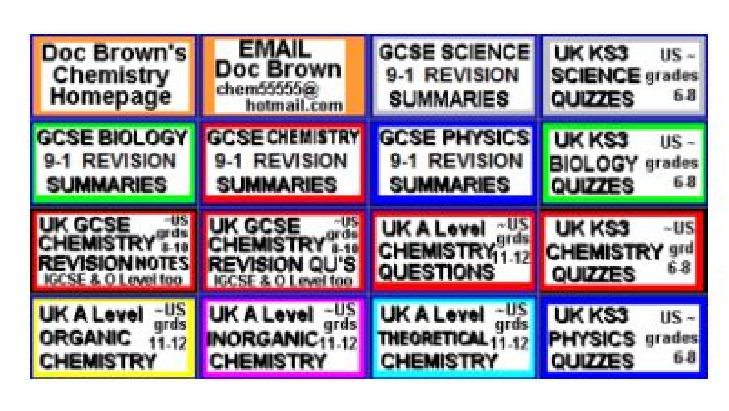 Doc Brown's
Chemistry
Homepage
EMAIL
Doc Brown
chem55555@
hotmail.com
GCSE SCIENCE
9-1 REVISION
SUMMARIES
UK KS3 US ~
SCIENCE grades
QUIZZES 6-8
GCSE BIOLOGY
9-1 REVISION
SUMMARIES
GCSE CHEMISTRY
9-1 REVISION
SUMMARIES
GCSE PHYSICS
9-1 REVISION
SUMMARIES
UK KS3 US ~
BIOLOGY grades
QUIZZES 6-8
UK GCSE ~US
CHEMISTRY grds
REVISION NOTES 8-10
IGCSE & O Level too
UK GCSE ~US
CHEMISTRY grds
REVISION QU'S 8-10
IGCSE & O Level too
UK A Level ~US
CHEMISTRY grds
QUESTIONS 11-12
UK KS3 ~US
CHEMISTRY grd
QUIZZES 6-8
UK A Level ~US
ORGANIC grds
CHEMISTRY 11-12
UK A Level ~US
INORGANIC grds
CHEMISTRY 11-12
UK A Level ~US
THEORETICAL grds
CHEMISTRY 11-12
UK KS3 US ~
PHYSICS grades
QUIZZES 6-8